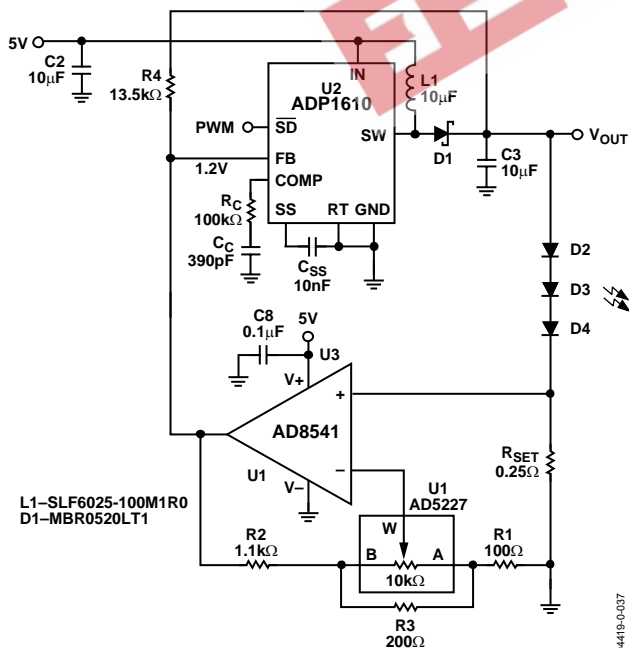 5V
C2
10μF
R4
13.5kΩ
IN
U2
ADP1610
L1
10μF
PWM
SD
SW
D1
VOUT
FB
1.2V
COMP
C3
10μF
RC
100kΩ
SS
RT
GND
CC
390pF
CSS
10nF
D2
D3
D4
C8
0.1μF
5V
U3
V+
+
AD8541
–
U1
V–
RSET
0.25Ω
U1
AD5227
L1–SLF6025-100M1R0
D1–MBR0520LT1
W
R2
1.1kΩ
B
A
10kΩ
R1
100Ω
R3
200Ω
4419-0-037